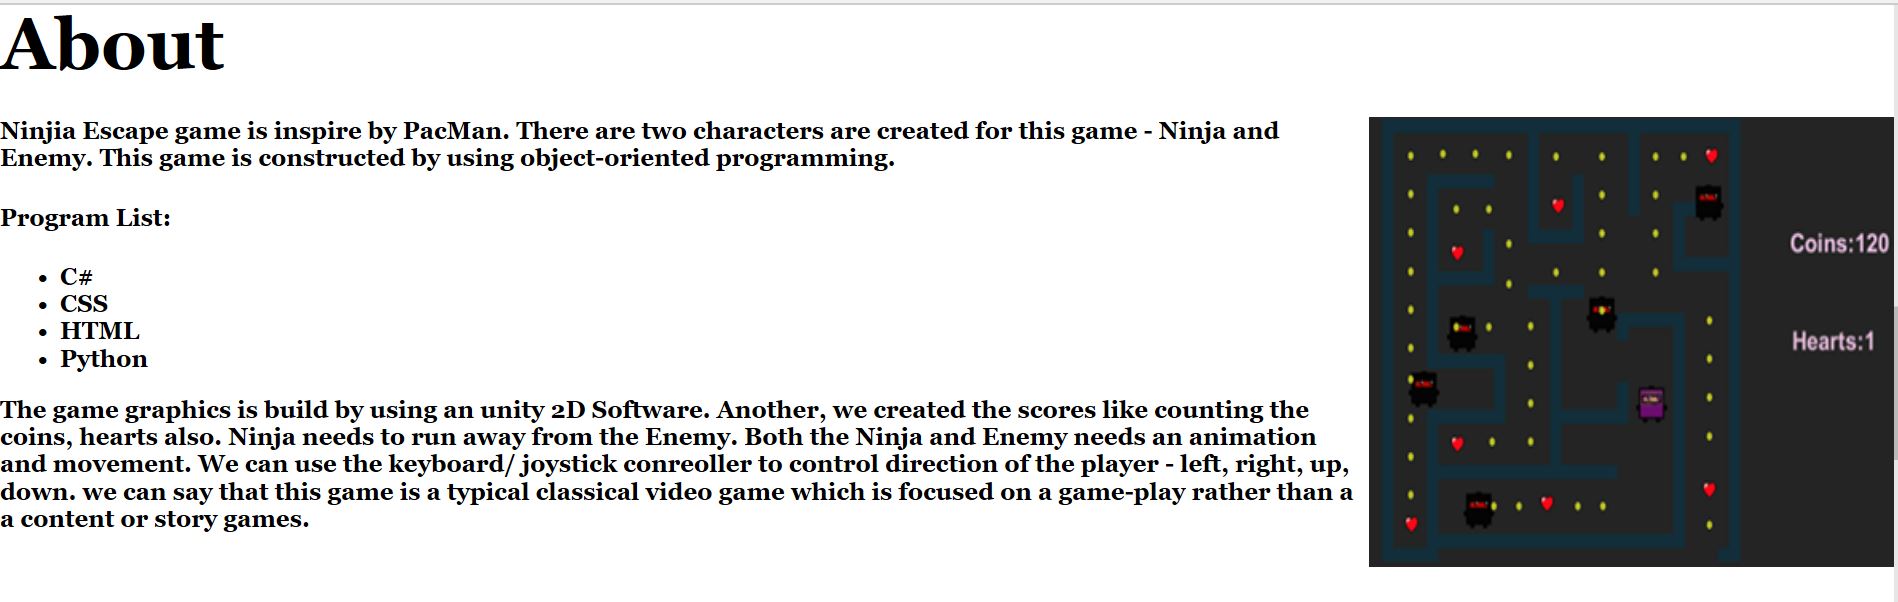 About
Ninjia Escape game is inspire by PacMan. There are two characters are created for this game - Ninja and
Enemy. This game is constructed by using object-oriented programming.
Program List:
• C#
• CSS
• HTML
• Python
The game graphics is build by using an unity 2D Software. Another, we created the scores like counting the
coins, hearts also. Ninja needs to run away from the Enemy. Both the Ninja and Enemy needs an animation
and movement. We can use the keyboard/ joystick conreoller to control direction of the player - left, right, up,
down. we can say that this game is a typical classical video game which is focused on a game-play rather than a
a content or story games.
Coins:120
Hearts:1